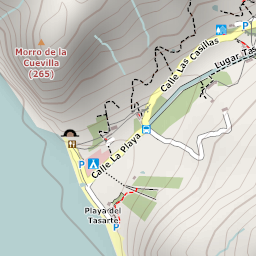 Morro de la
Cuevilla
(265)
Calle Las Casillas
Lugar Tas
Calle La Playa
Playa del
Tasarte
P
P
P